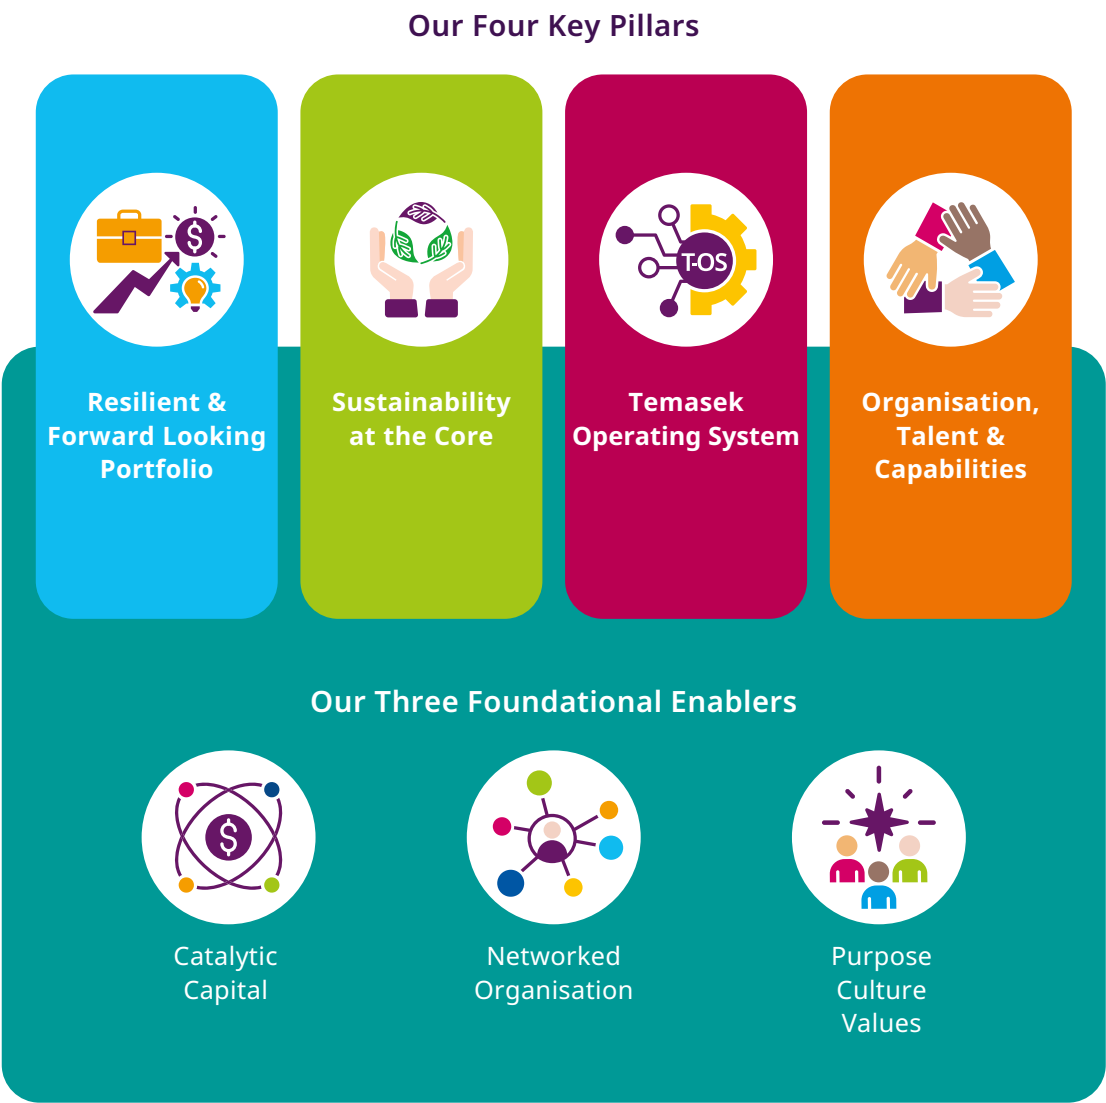 Our Four Key Pillars
$
T-OS
Resilient &
Forward Looking
Portfolio
Sustainability
at the Core
Temasek
Operating System
Organisation,
Talent &
Capabilities
Our Three Foundational Enablers
$
Catalytic
Capital
Networked
Organisation
Purpose
Culture
Values